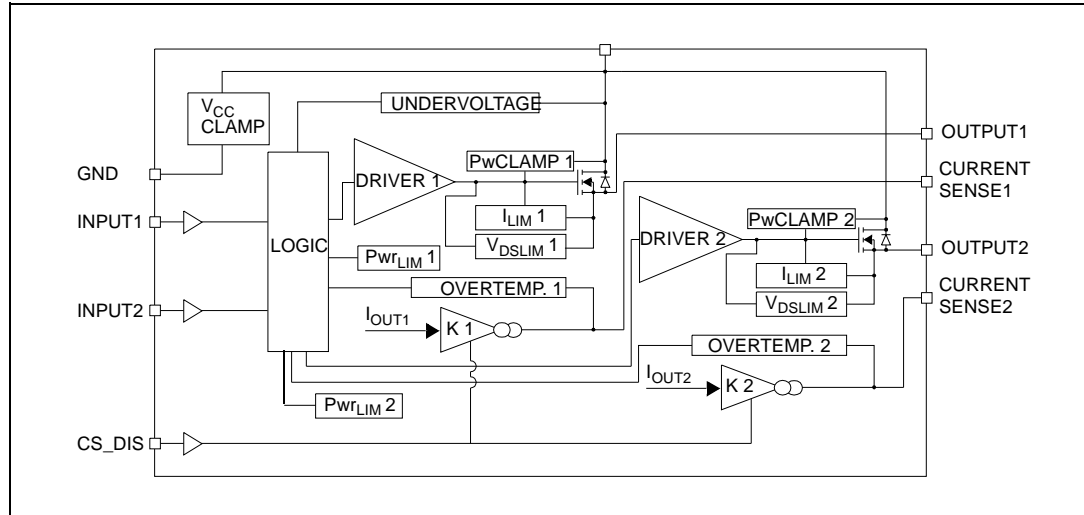 UNDERVOLTAGE
VCC
CLAMP
OUTPUT1
PwCLAMP 1
CURRENT
SENSE1
GND
DRIVER 1
INPUT1
ILIM 1
PwCLAMP 2
LOGIC
DRIVER 2
VDSLIM 1
OUTPUT2
PwrLIM 1
ILIM 2
CURRENT
SENSE2
OVERTEMP. 1
VDSLIM 2
INPUT2
IOUT1
K 1
OVERTEMP. 2
IOUT2
K 2
PwrLIM 2
CS_DIS